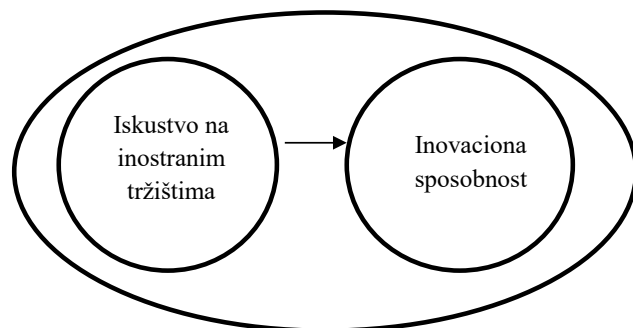 Iskustvo na
inostranim
tržištima
Inovaciona
sposobnost